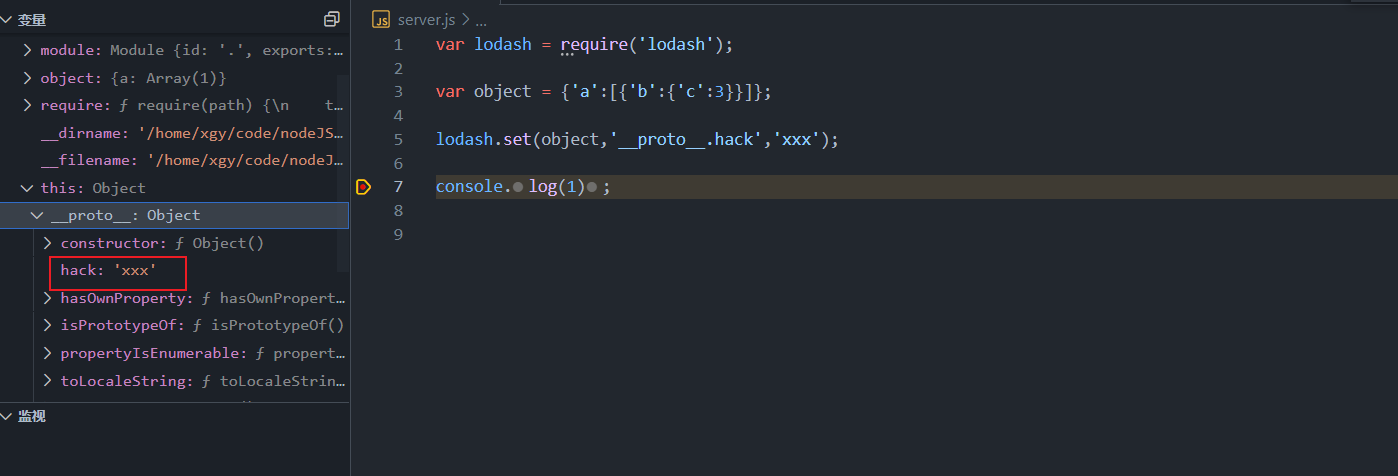 变量
module: Module {id: '.', exports:…
object: {a: Array(1)}
require: ƒ require(path) {\n    t…
__dirname: '/home/xgy/code/nodeJS…
__filename: '/home/xgy/code/nodeJ…
this: Object
__proto__: Object
constructor: ƒ Object()
hack: 'xxx'
hasOwnProperty: ƒ hasOwnPropert…
isPrototypeOf: ƒ isPrototypeOf()
propertyIsEnumerable: ƒ propert…
toLocaleString: ƒ toLocaleStrin…
监视
JS server.js > ...
1 var lodash = require('lodash');
2
3 var object = {'a':[{'b':{'c':3}}]};
4
5 lodash.set(object,'__proto__.hack','xxx');
6
7 console. log(1) ;
8
9